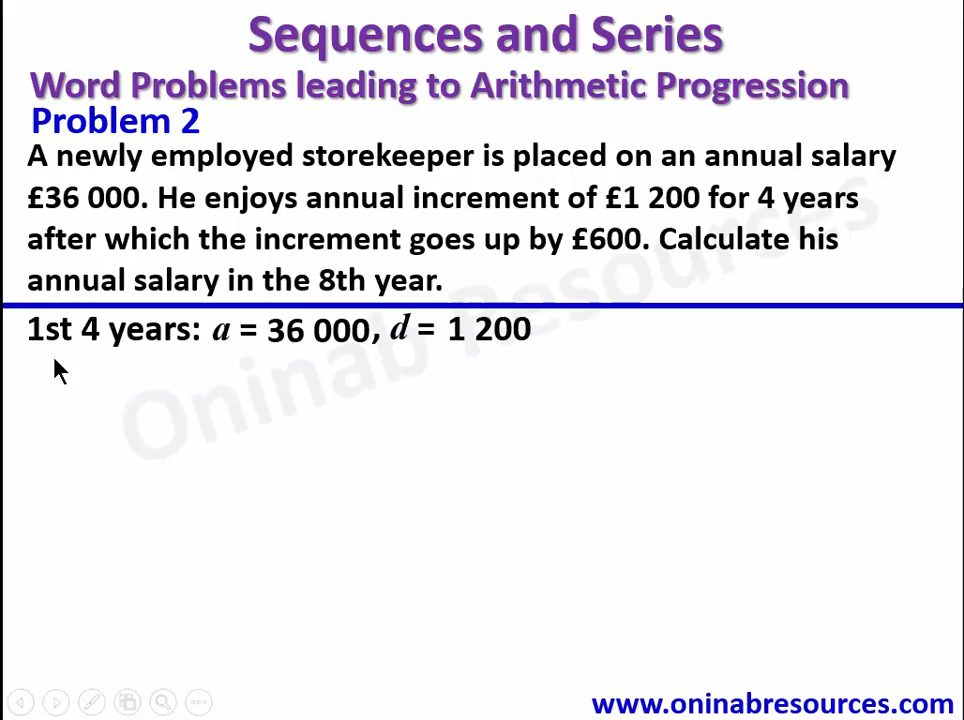 Sequences and Series
Word Problems leading to Arithmetic Progression
Problem 2
A newly employed storekeeper is placed on an annual salary
£36 000. He enjoys annual increment of £1 200 for 4 years
after which the increment goes up by £600. Calculate his
annual salary in the 8th year.
1st 4 years: a = 36 000, d = 1 200
Oninab Resources
www.oninabresources.com